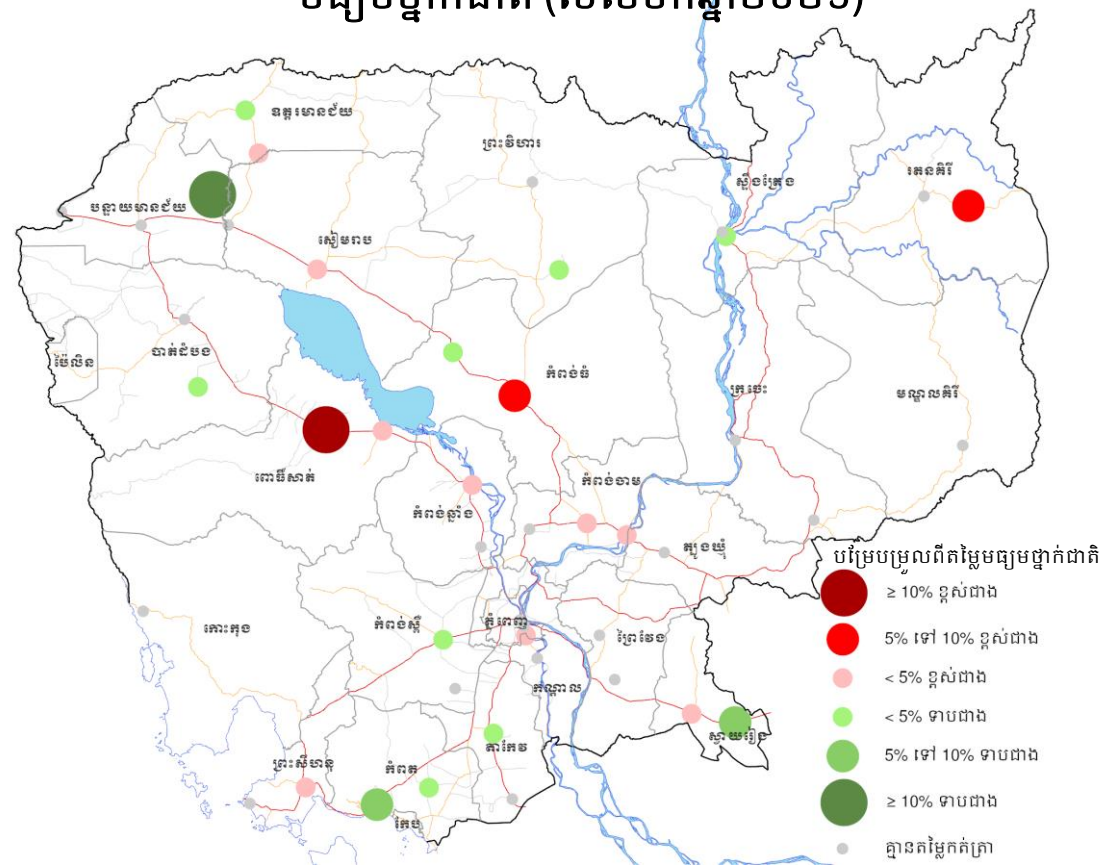 ឧត្តរមានជ័យ
ព្រះវិហារ
ស្ទឹងត្រែង
រតនគិរី
បន្ទាយមានជ័យ
សៀមរាប
ប៉ៃលិន
បាត់ដំបង
កំពង់ធំ
ក្រចេះ
មណ្ឌលគិរី
ពោធិ៍សាត់
កំពង់ចាម
កំពង់ឆ្នាំង
ត្បូងឃ្មុំ
កោះកុង
កំពង់ស្ពឺ
ភ្នំពេញ
ព្រៃវែង
កណ្ដាល
ស្វាយរៀង
តាកែវ
ព្រះសីហនុ
កំពត
កែប
បម្រែបម្រួលពីតម្លៃមធ្យមថ្នាក់ជាតិ
≥ 10% ខ្ពស់ជាង
5% ទៅ 10% ខ្ពស់ជាង
< 5% ខ្ពស់ជាង
< 5% ទាបជាង
5% ទៅ 10% ទាបជាង
≥ 10% ទាបជាង
គ្មានតម្លៃកត់ត្រា